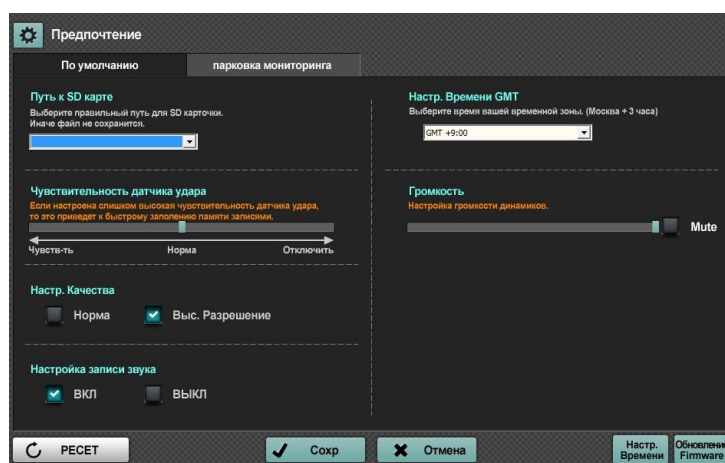 Предпочтение
По умолчанию
парковка мониторинга
Путь к SD карте
Выберите правильный путь для SD карточки.
Иначе файл не сохранится.
Настр. Времени GMT
Выберите время вашей временной зоны. (Москва + 3 часа)
GMT +9:00
Чувствительность датчика удара
Если настроена слишком высокая чувствительность датчика удара,
то это приведет к быстрому заполению памяти записями.
Чувств-ть Норма Отключить
Громкость
Настройка громкости динамиков.
Mute
Настр. Качества
Норма Выс. Разрешение
Настройка записи звука
ВКЛ ВЫКЛ
РЕСЕТ
Сохр
Отмена
Настр.
Времени
Обновление
Firmware